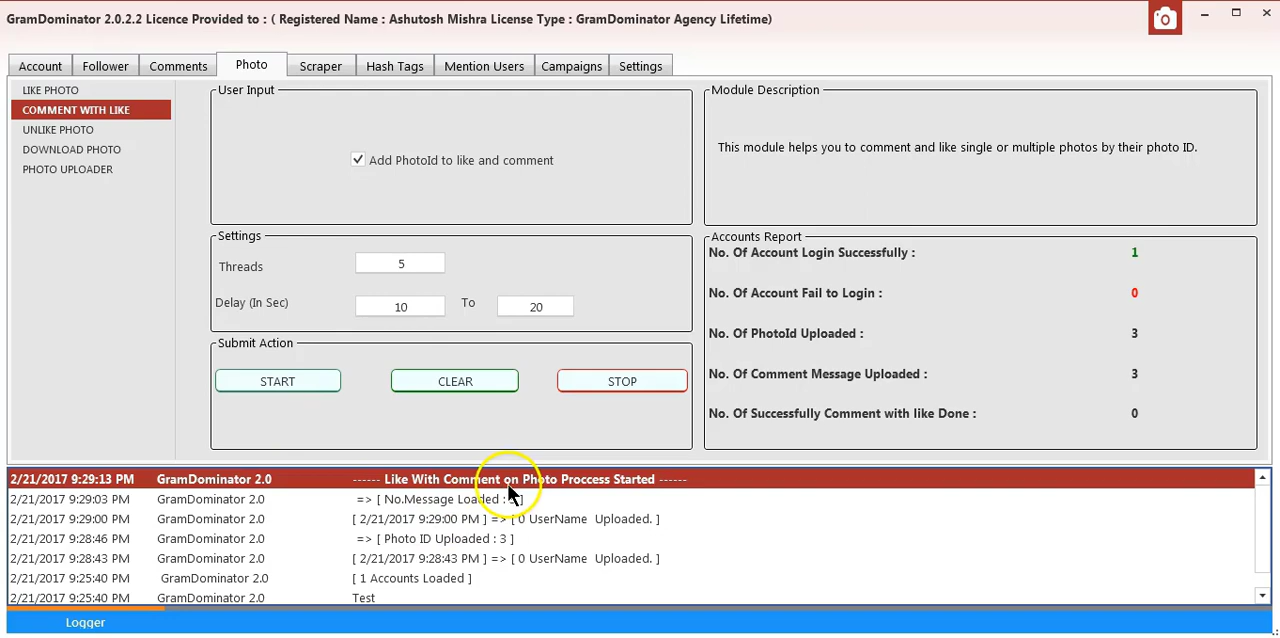 GramDominator 2.0.2.2 Licence Provided to : ( Registered Name : Ashutosh Mishra License Type : GramDominator Agency Lifetime)
Account Follower Comments Photo Scraper Hash Tags Mention Users Campaigns Settings
LIKE PHOTO
COMMENT WITH LIKE
UNLIKE PHOTO
DOWNLOAD PHOTO
PHOTO UPLOADER
User Input
Add PhotoId to like and comment
Settings
Threads 5
Delay (In Sec) 10 To 20
Submit Action
START CLEAR STOP
Module Description
This module helps you to comment and like single or multiple photos by their photo ID.
Accounts Report
No. Of Account Login Successfully : 1
No. Of Account Fail to Login : 0
No. Of PhotoId Uploaded : 3
No. Of Comment Message Uploaded : 3
No. Of Successfully Comment with like Done : 0
2/21/2017 9:29:13 PM GramDominator 2.0 ------ Like With Comment on Photo Proccess Started ------
2/21/2017 9:29:03 PM GramDominator 2.0 => [ No.Message Loaded : ]
2/21/2017 9:29:00 PM GramDominator 2.0 [ 2/21/2017 9:29:00 PM ] => [ 0 UserName Uploaded. ]
2/21/2017 9:28:46 PM GramDominator 2.0 => [ Photo ID Uploaded : 3 ]
2/21/2017 9:28:43 PM GramDominator 2.0 [ 2/21/2017 9:28:43 PM ] => [ 0 UserName Uploaded. ]
2/21/2017 9:25:40 PM GramDominator 2.0 [ 1 Accounts Loaded ]
2/21/2017 9:25:40 PM GramDominator 2.0 Test
Logger